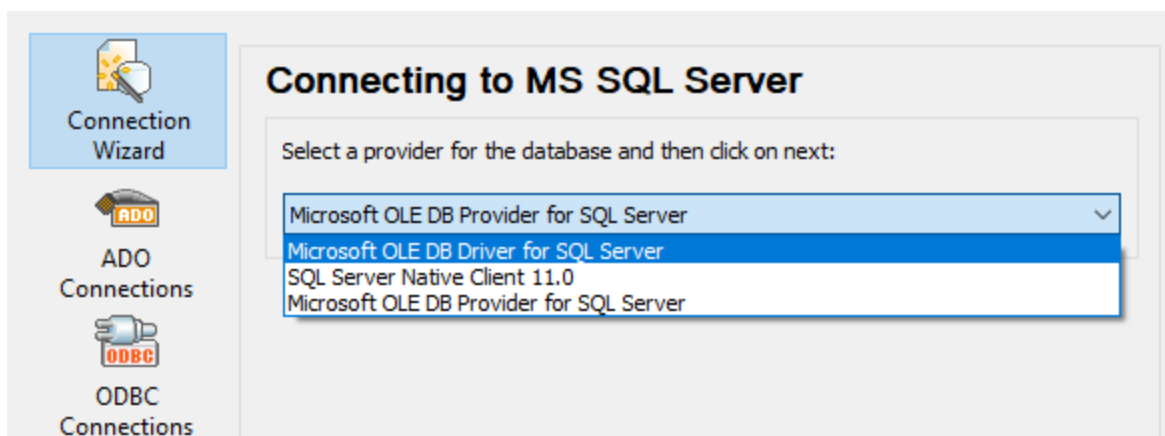 Connection
Wizard
ADO
ADO
Connections
ODBC
ODBC
Connections
Connecting to MS SQL Server
Select a provider for the database and then click on next:
Microsoft OLE DB Provider for SQL Server
Microsoft OLE DB Driver for SQL Server
SQL Server Native Client 11.0
Microsoft OLE DB Provider for SQL Server